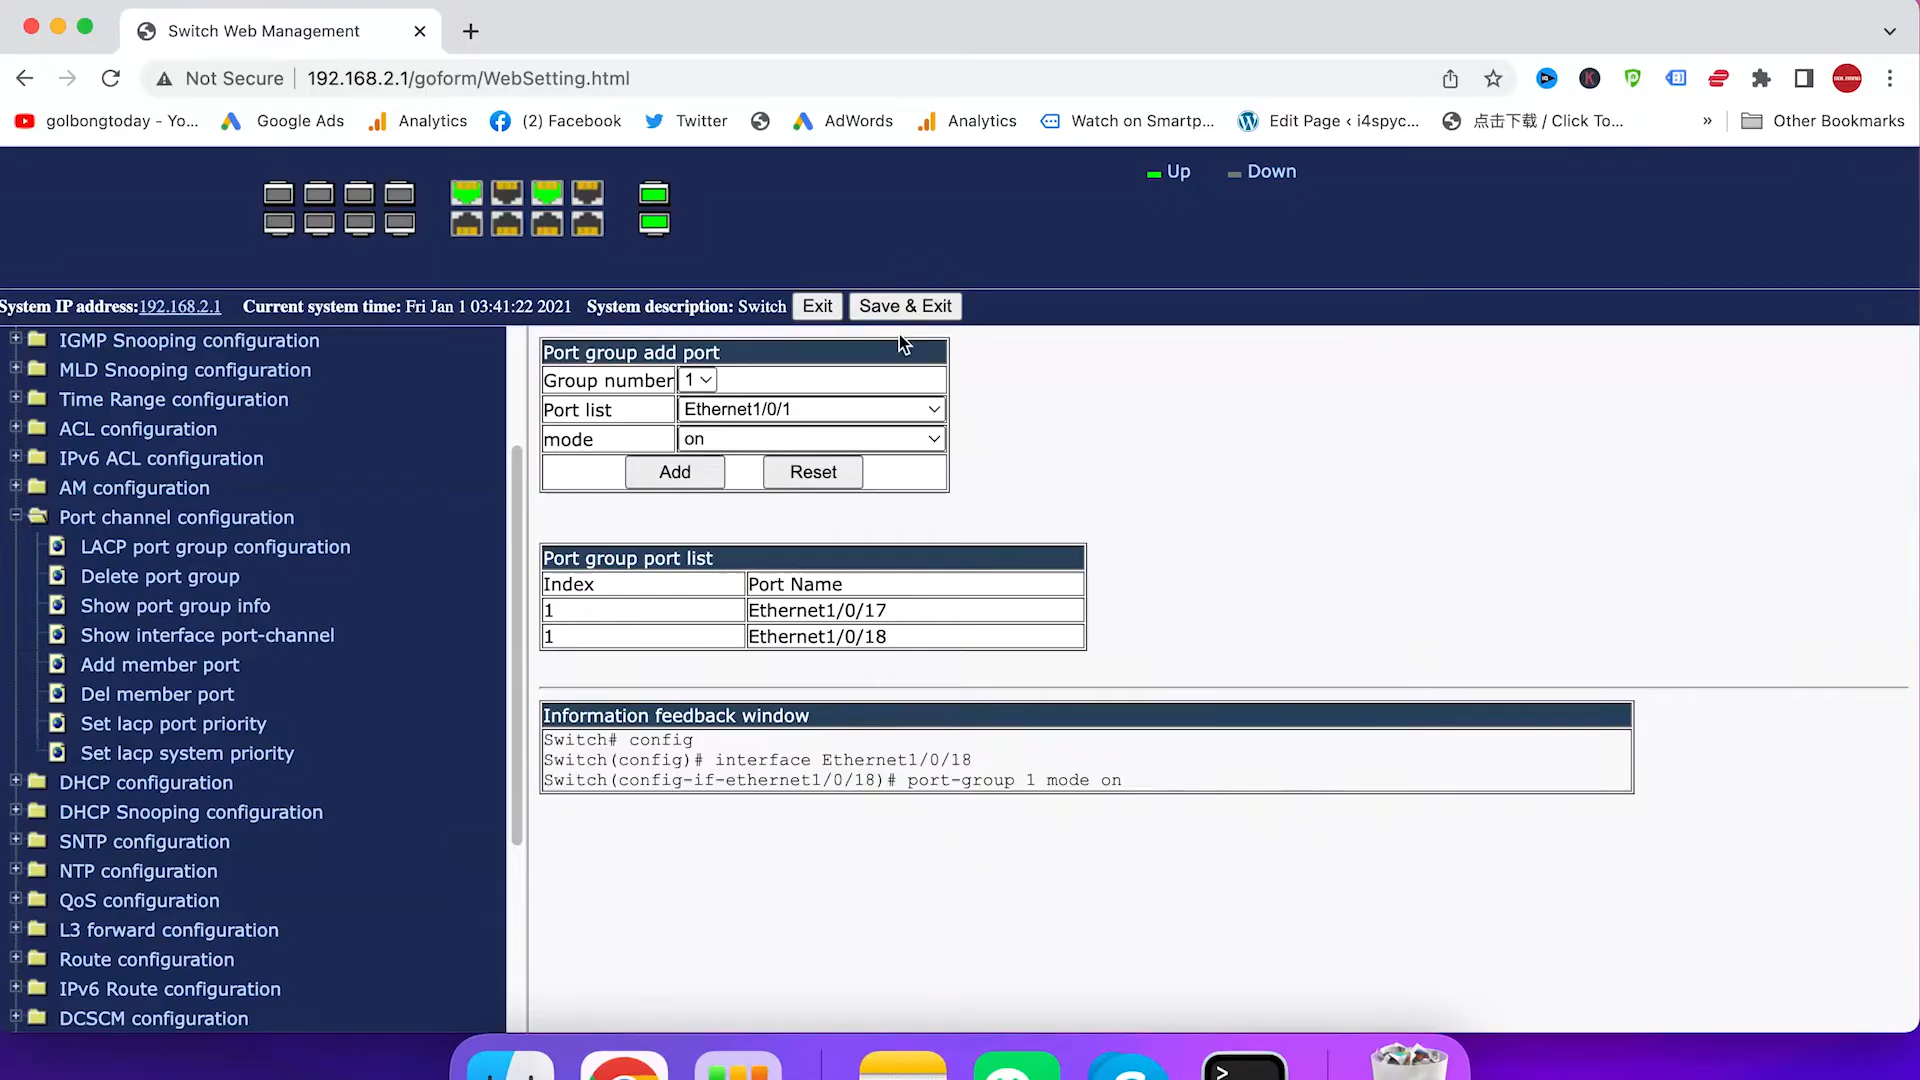 Switch Web Management
Not Secure
192.168.2.1/goform/WebSetting.html
golbongtoday - Yo...
Google Ads
Analytics
(2) Facebook
Twitter
AdWords
Analytics
Watch on Smartp...
Edit Page ‹ i4spyc...
点击下载 / Click To...
»
Other Bookmarks
Up
Down
System IP address:192.168.2.1 Current system time: Fri Jan 1 03:41:22 2021 System description: Switch Exit Save & Exit
IGMP Snooping configuration
MLD Snooping configuration
Time Range configuration
ACL configuration
IPv6 ACL configuration
AM configuration
Port channel configuration
LACP port group configuration
Delete port group
Show port group info
Show interface port-channel
Add member port
Del member port
Set lacp port priority
Set lacp system priority
DHCP configuration
DHCP Snooping configuration
SNTP configuration
NTP configuration
QoS configuration
L3 forward configuration
Route configuration
IPv6 Route configuration
DCSCM configuration
Port group add port
Group number 1
Port list Ethernet1/0/1
mode on
Add Reset
Port group port list
Index Port Name
1 Ethernet1/0/17
1 Ethernet1/0/18
Information feedback window
Switch# config
Switch(config)# interface Ethernet1/0/18
Switch(config-if-ethernet1/0/18)# port-group 1 mode on